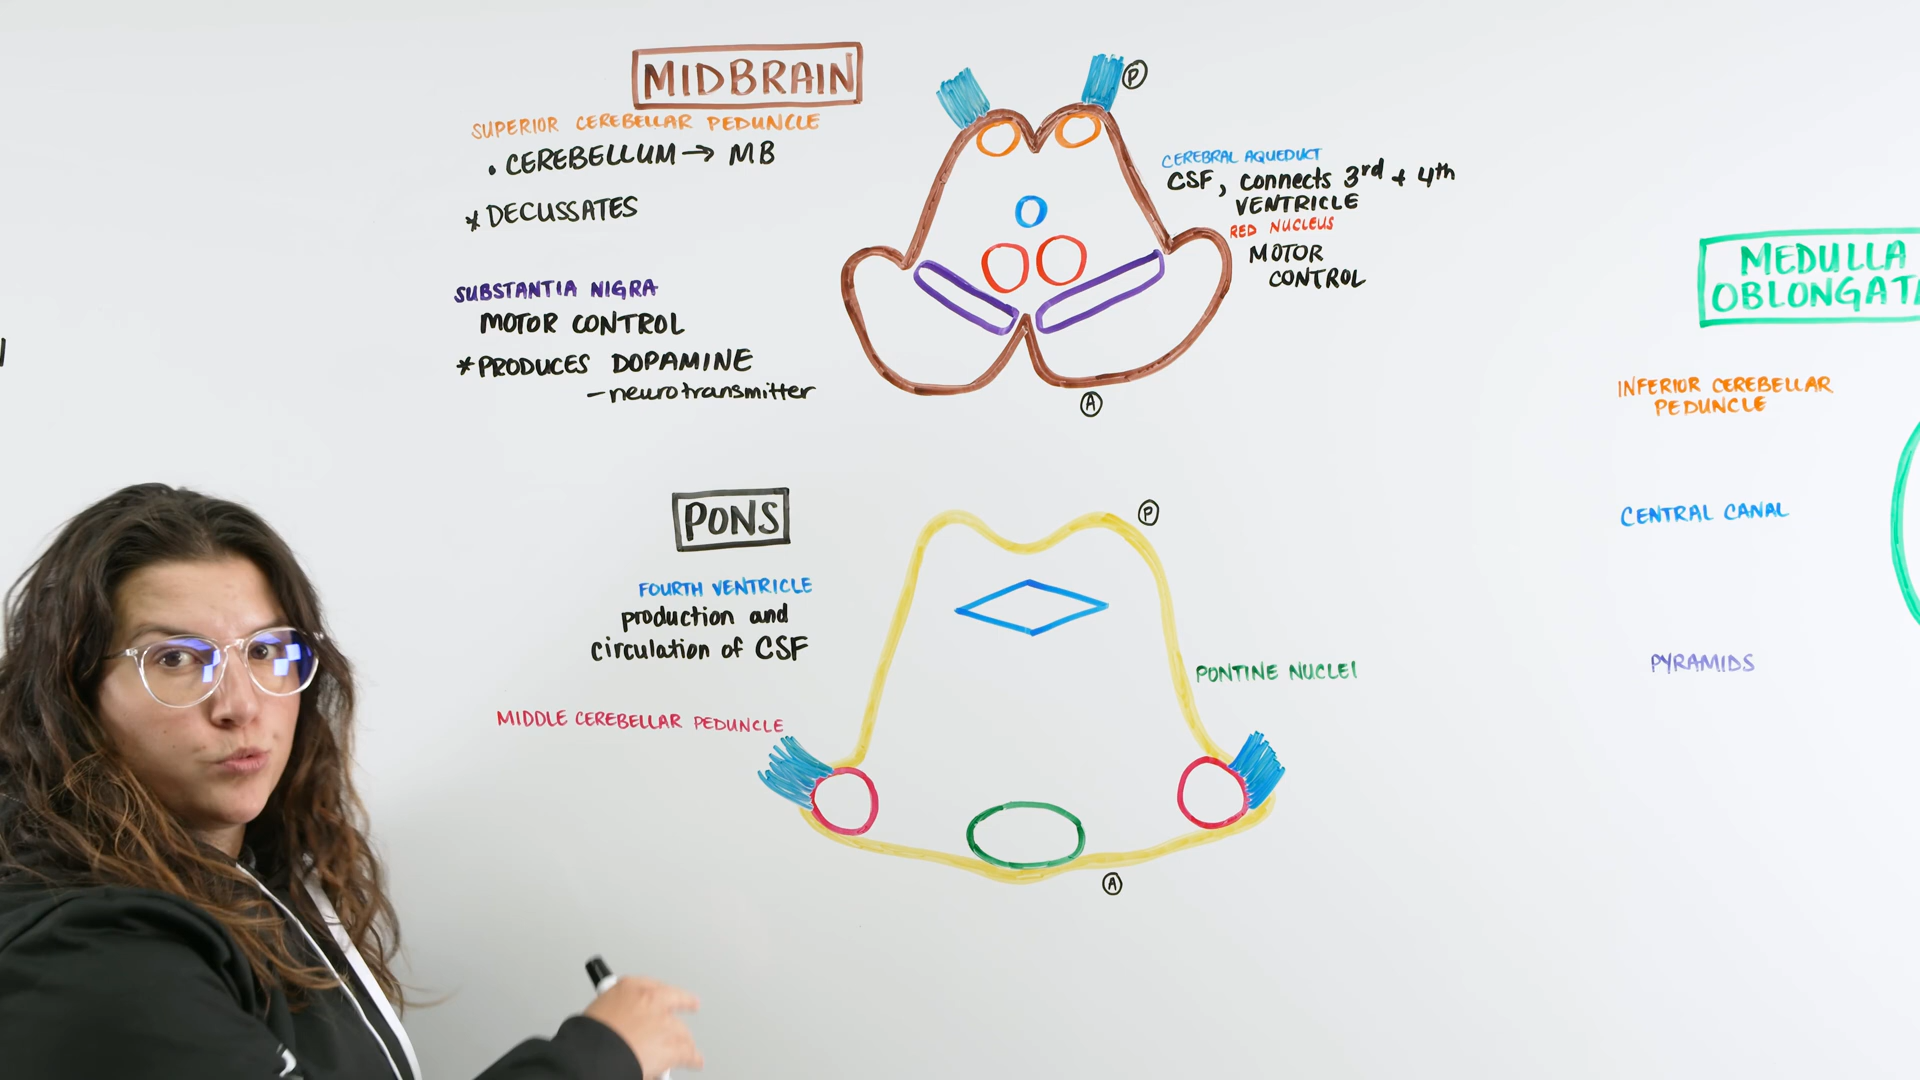 MIDBRAIN
SUPERIOR CEREBELLAR PEDUNCLE
• CEREBELLUM → MB
* DECUSSATES
SUBSTANTIA NIGRA
MOTOR CONTROL
* PRODUCES DOPAMINE
- neurotransmitter
P
CEREBRAL AQUEDUCT
CSF, connects 3rd + 4th
VENTRICLE
RED NUCLEUS
MOTOR
CONTROL
A
PONS
FOURTH VENTRICLE
production and
circulation of CSF
MIDDLE CEREBELLAR PEDUNCLE
P
PONTINE NUCLEI
A
MEDULLA
OBLONGATA
INFERIOR CEREBELLAR
PEDUNCLE
CENTRAL CANAL
PYRAMIDS